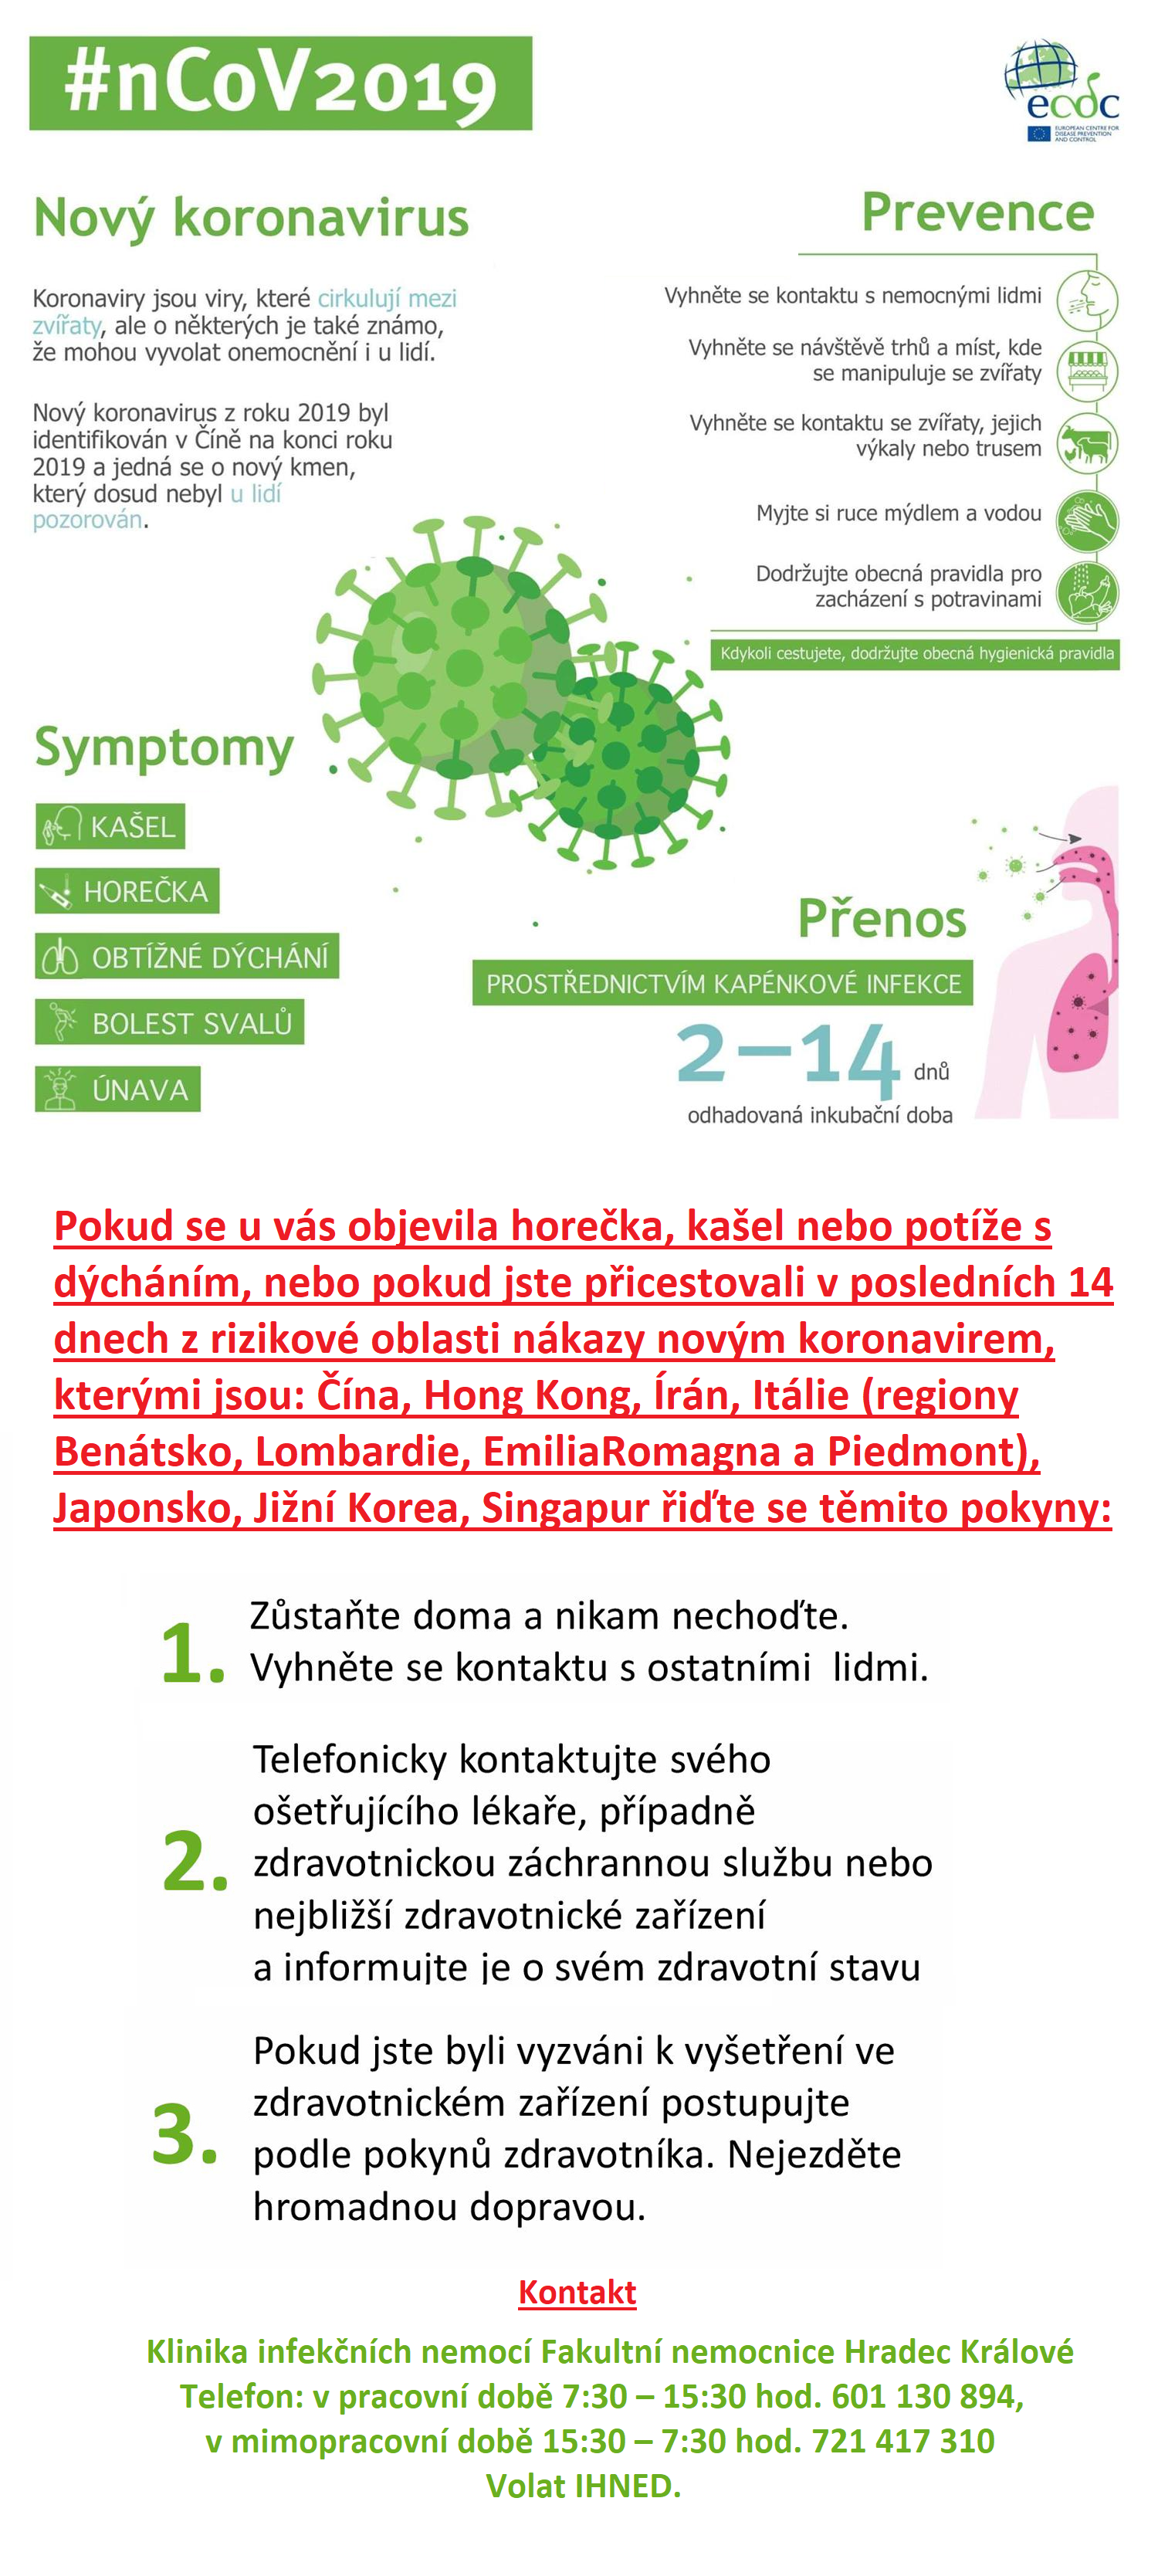 #nCoV2019
ecdc
EUROPEAN CENTRE FOR
DISEASE PREVENTION
AND CONTROL
Nový koronavirus
Koronaviry jsou viry, které cirkulují mezi
zvířaty, ale o některých je také známo,
že mohou vyvolat onemocnění i u lidí.
Nový koronavirus z roku 2019 byl
identifikován v Číně na konci roku
2019 a jedná se o nový kmen,
který dosud nebyl u lidí
pozorován.
Prevence
Vyhněte se kontaktu s nemocnými lidmi
Vyhněte se návštěvě trhů a míst, kde
se manipuluje se zvířaty
Vyhněte se kontaktu se zvířaty, jejich
výkaly nebo trusem
Myjte si ruce mýdlem a vodou
Dodržujte obecná pravidla pro
zacházení s potravinami
Kdykoli cestujete, dodržujte obecná hygienická pravidla
Symptomy
KAŠEL
HOREČKA
OBTÍŽNÉ DÝCHÁNÍ
BOLEST SVALŮ
ÚNAVA
Přenos
PROSTŘEDNICTVÍM KAPÉNKOVÉ INFEKCE
2–14 dnů
odhadovaná inkubační doba
Pokud se u vás objevila horečka, kašel nebo potíže s
dýcháním, nebo pokud jste přicestovali v posledních 14
dnech z rizikové oblasti nákazy novým koronavirem,
kterými jsou: Čína, Hong Kong, Írán, Itálie (regiony
Benátsko, Lombardie, EmiliaRomagna a Piedmont),
Japonsko, Jižní Korea, Singapur řiďte se těmito pokyny:
1. Zůstaňte doma a nikam nechoďte.
Vyhněte se kontaktu s ostatními lidmi.
2. Telefonicky kontaktujte svého
ošetřujícího lékaře, případně
zdravotnickou záchrannou službu nebo
nejbližší zdravotnické zařízení
a informujte je o svém zdravotní stavu
3. Pokud jste byli vyzváni k vyšetření ve
zdravotnickém zařízení postupujte
podle pokynů zdravotníka. Nejezděte
hromadnou dopravou.
Kontakt
Klinika infekčních nemocí Fakultní nemocnice Hradec Králové
Telefon: v pracovní době 7:30 – 15:30 hod. 601 130 894,
v mimopracovní době 15:30 – 7:30 hod. 721 417 310
Volat IHNED.